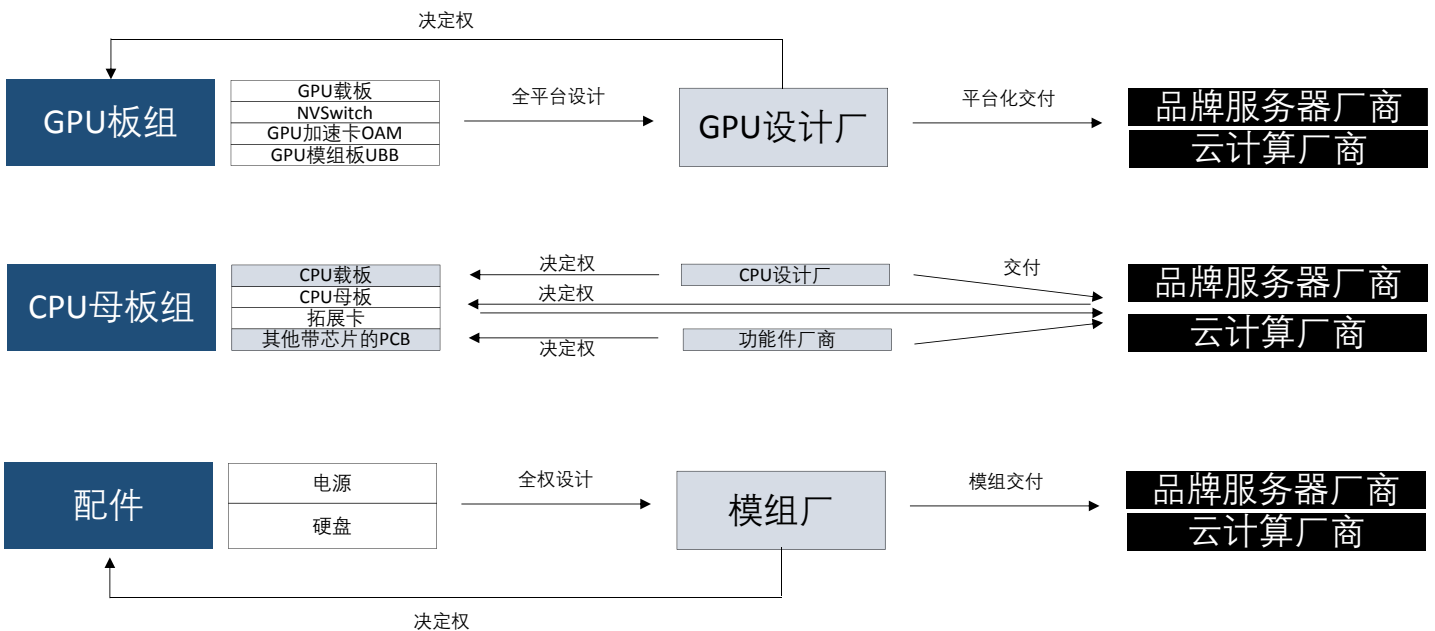 决定权
GPU板组
GPU载板
NVSwitch
GPU加速卡OAM
GPU模组板UBB
全平台设计
GPU设计厂
平台化交付
品牌服务器厂商
云计算厂商
CPU母板组
CPU载板
CPU母板
拓展卡
其他带芯片的PCB
决定权
决定权
决定权
CPU设计厂
功能件厂商
交付
品牌服务器厂商
云计算厂商
配件
电源
硬盘
全权设计
模组厂
模组交付
品牌服务器厂商
云计算厂商
决定权